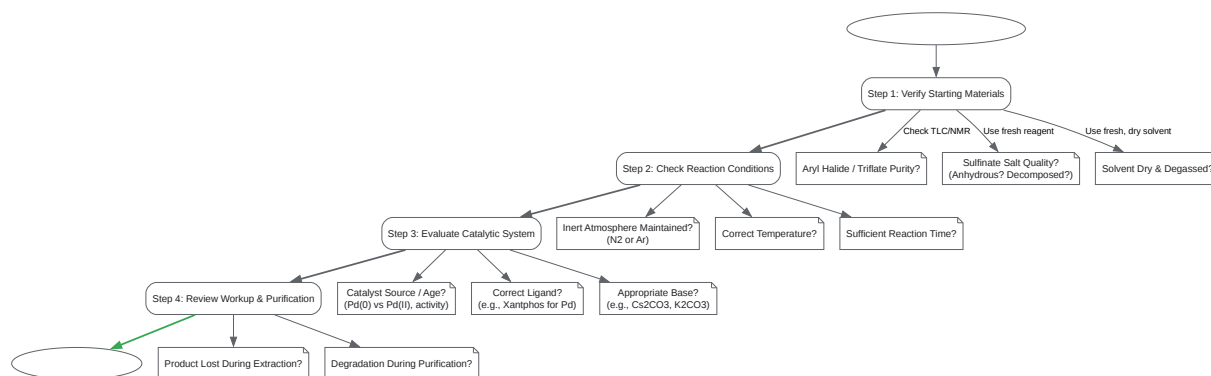 Step 1: Verify Starting Materials
Check TLC/NMR
Use fresh reagent
Use fresh, dry solvent
Step 2: Check Reaction Conditions
Aryl Halide / Triflate Purity?
Sulfinate Salt Quality?
(Anhydrous? Decomposed?)
Solvent Dry & Degassed?
Step 3: Evaluate Catalytic System
Inert Atmosphere Maintained?
(N2 or Ar)
Correct Temperature?
Sufficient Reaction Time?
Step 4: Review Workup & Purification
Catalyst Source / Age?
(Pd(0) vs Pd(II), activity)
Correct Ligand?
(e.g., Xantphos for Pd)
Appropriate Base?
(e.g., Cs2CO3, K2CO3)
Product Lost During Extraction?
Degradation During Purification?